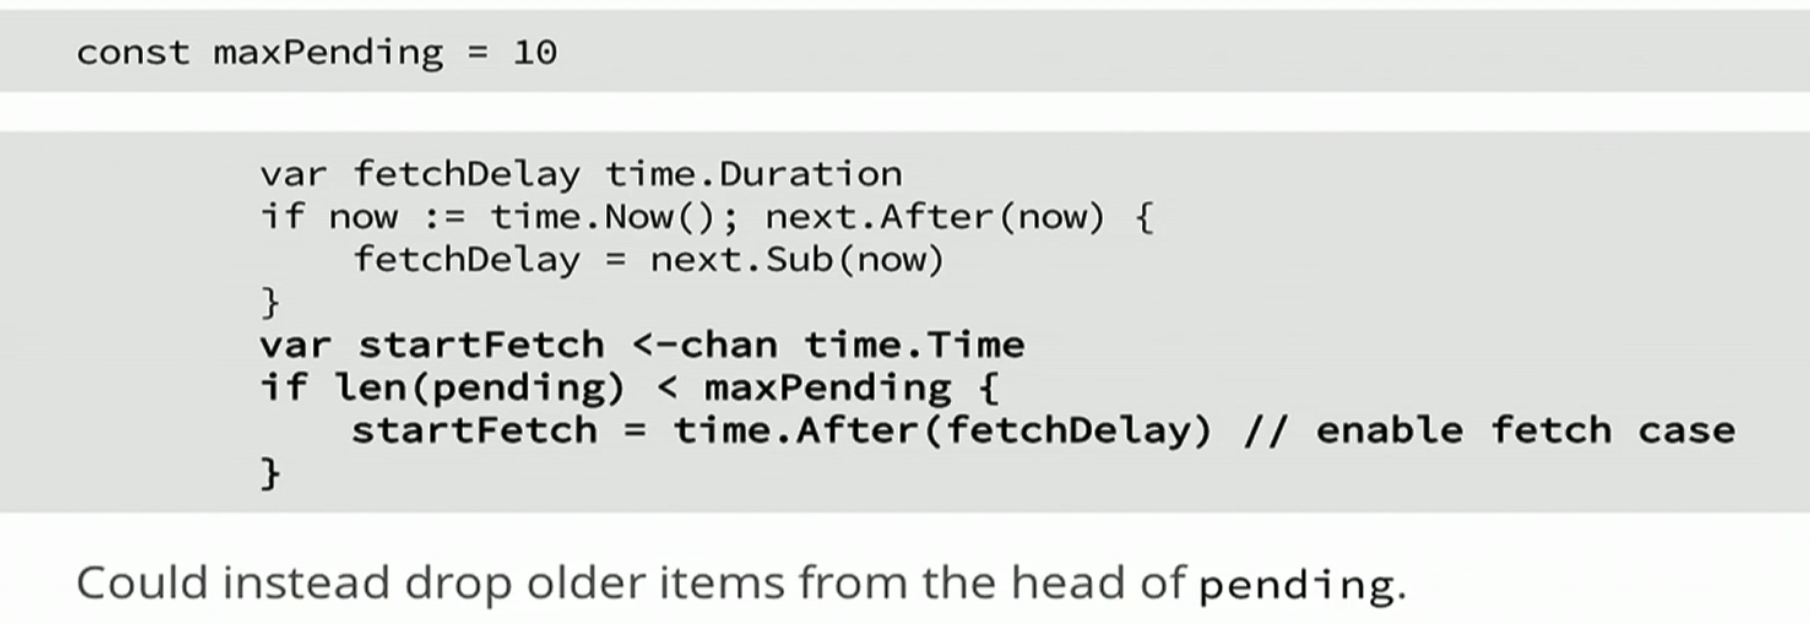 const maxPending = 10
var fetchDelay time.Duration
if now := time.Now(); next.After(now) {
    fetchDelay = next.Sub(now)
}
var startFetch <-chan time.Time
if len(pending) < maxPending {
    startFetch = time.After(fetchDelay) // enable fetch case
}
Could instead drop older items from the head of pending.